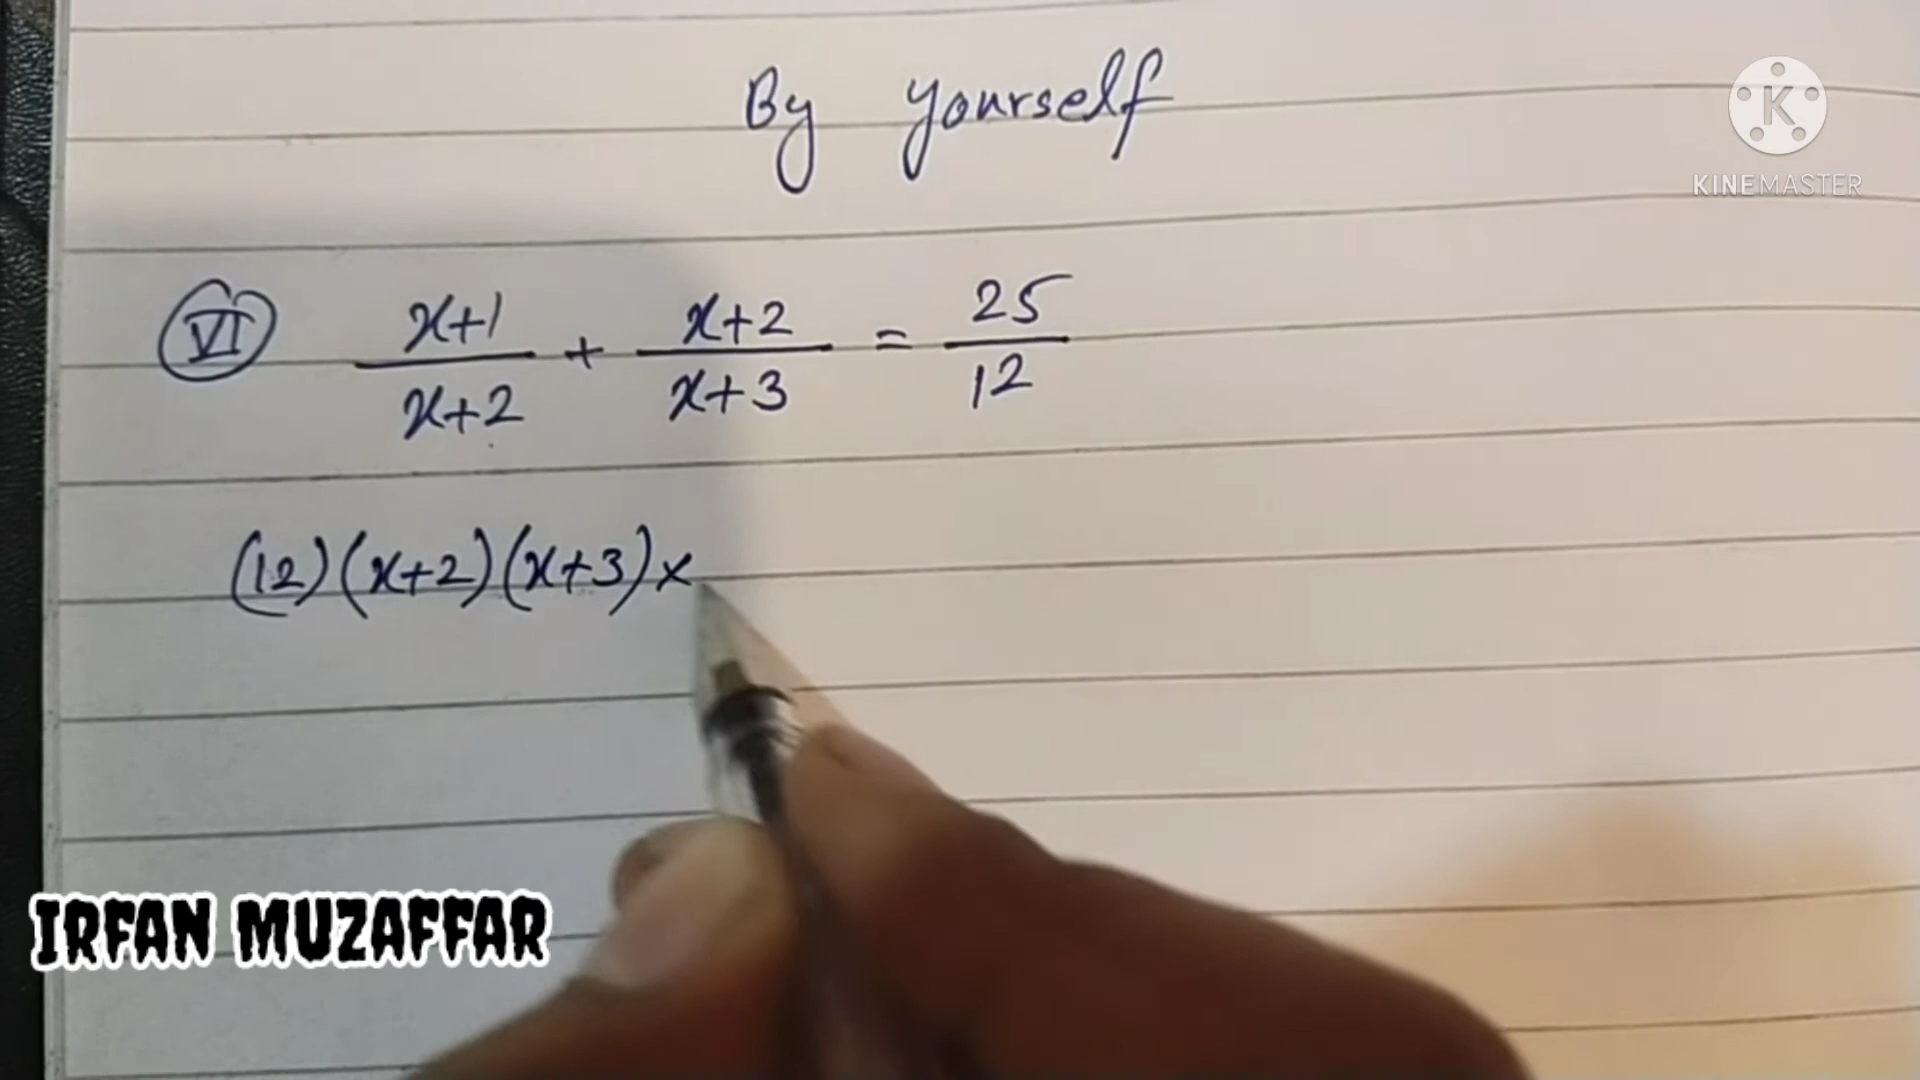 By yourself
KINEMASTER
VI x+1/x+2 + x+2/x+3 = 25/12
(12)(x+2)(x+3)×
IRFAN MUZAFFAR